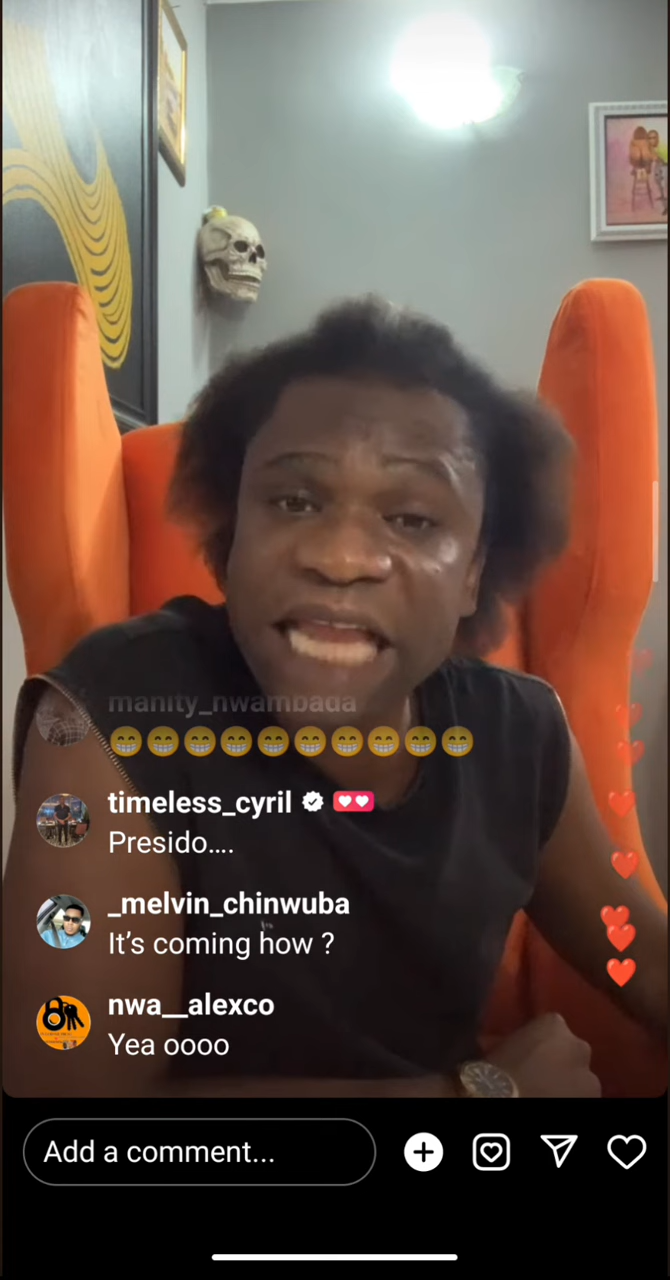 manity_nwambada
😁😁😁😁😁😁😁😁😁😁
timeless_cyril
Presido....
_melvin_chinwuba
It's coming how ?
nwa__alexco
Yea oooo
Add a comment...